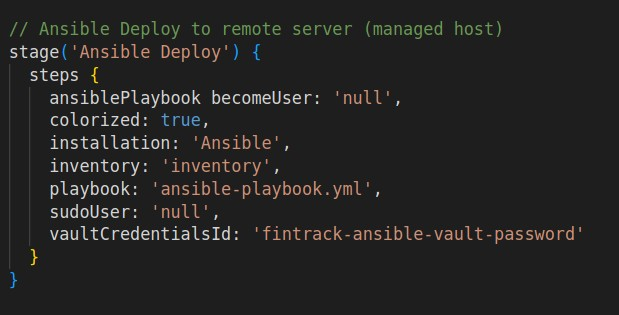 // Ansible Deploy to remote server (managed host)
stage('Ansible Deploy') {
  steps {
    ansiblePlaybook becomeUser: 'null',
    colorized: true,
    installation: 'Ansible',
    inventory: 'inventory',
    playbook: 'ansible-playbook.yml',
    sudoUser: 'null',
    vaultCredentialsId: 'fintrack-ansible-vault-password'
  }
}